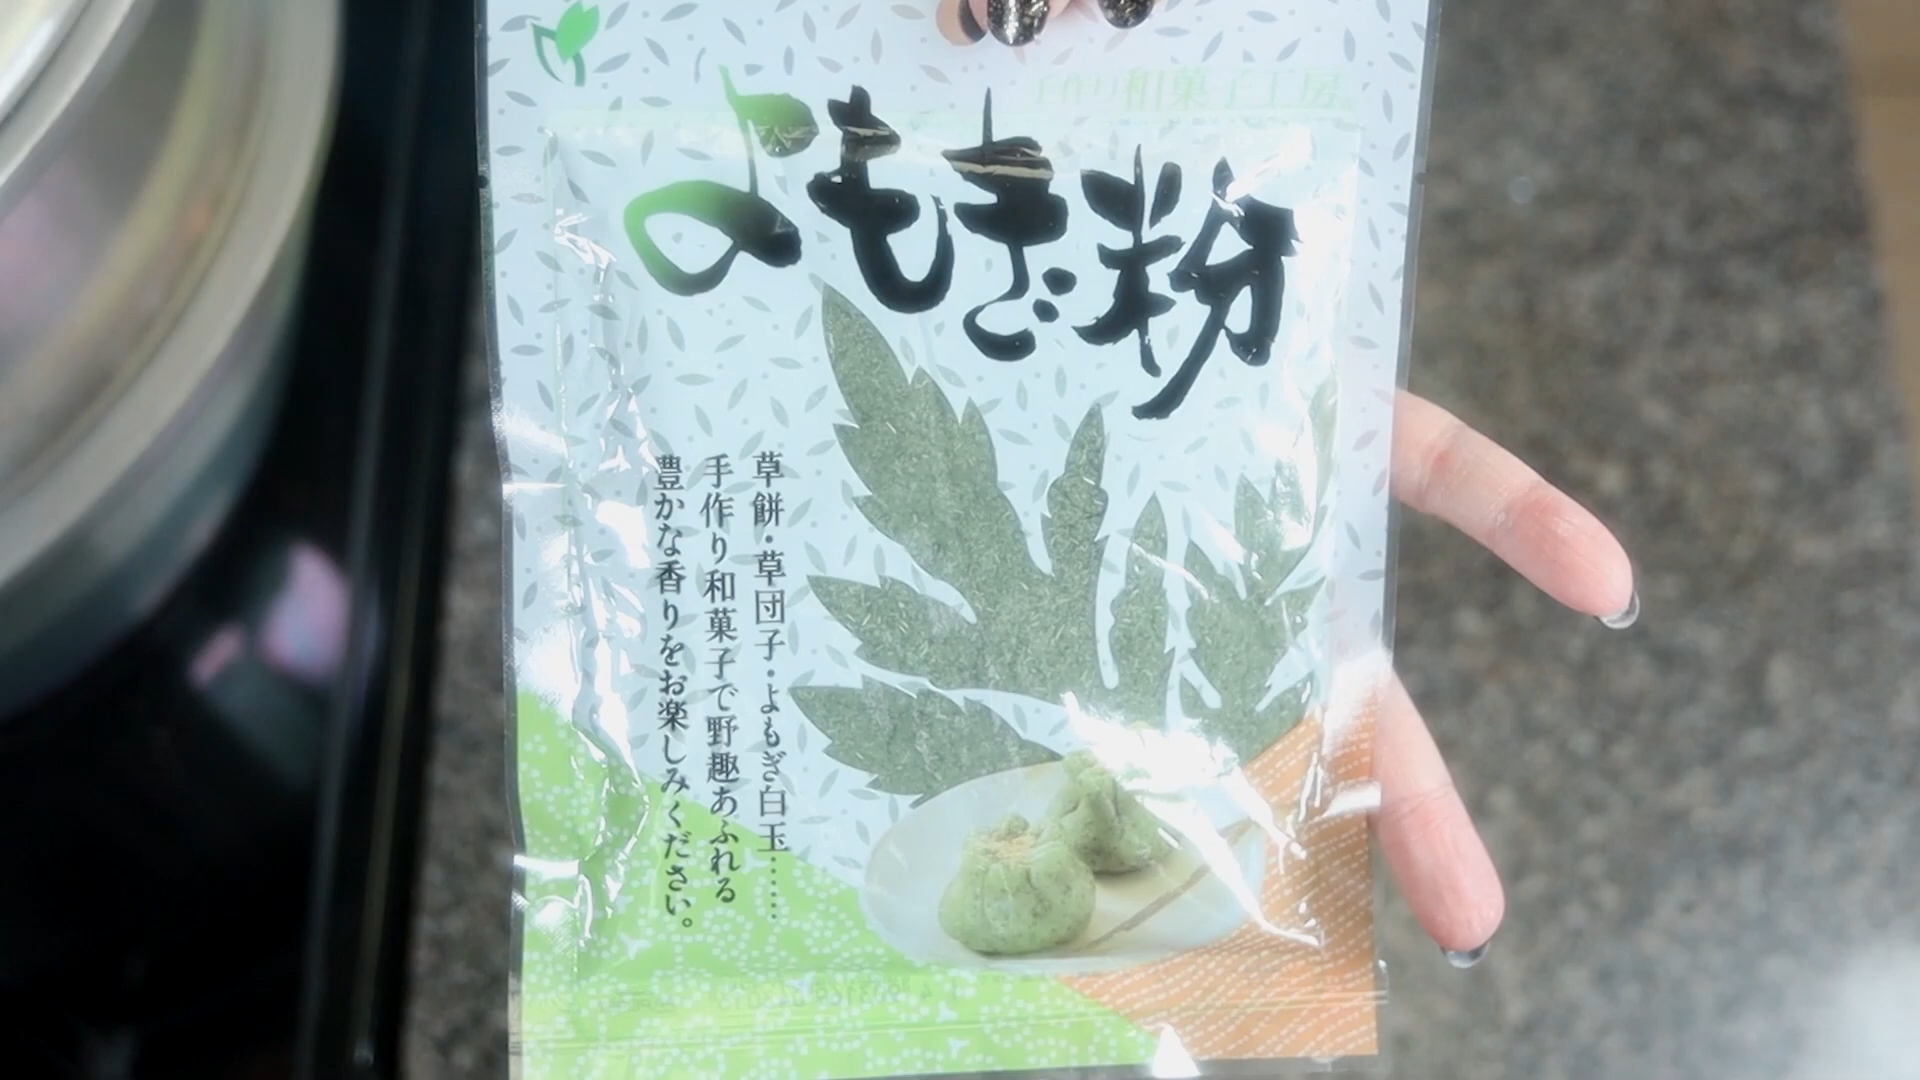 手作り和菓子工房
よもぎ粉
草餅・草団子・よもぎ白玉……
手作り和菓子で野趣あふれる
豊かな香りをお楽しみください。